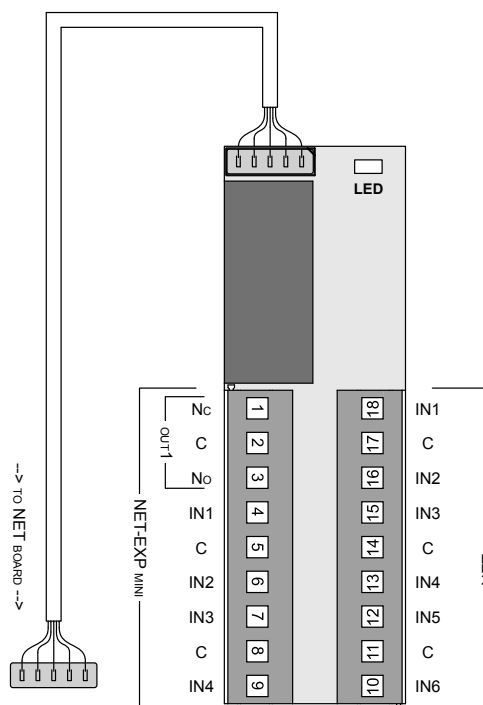 LED
NC 1 18 IN1
C 2 17 C
NO 3 16 IN2
OUT1
IN1 4 15 IN3
C 5 14 C
IN2 6 13 IN4
IN3 7 12 IN5
C 8 11 C
IN4 9 10 IN6
NET-EXP MINI
--> TO NET BOARD -->